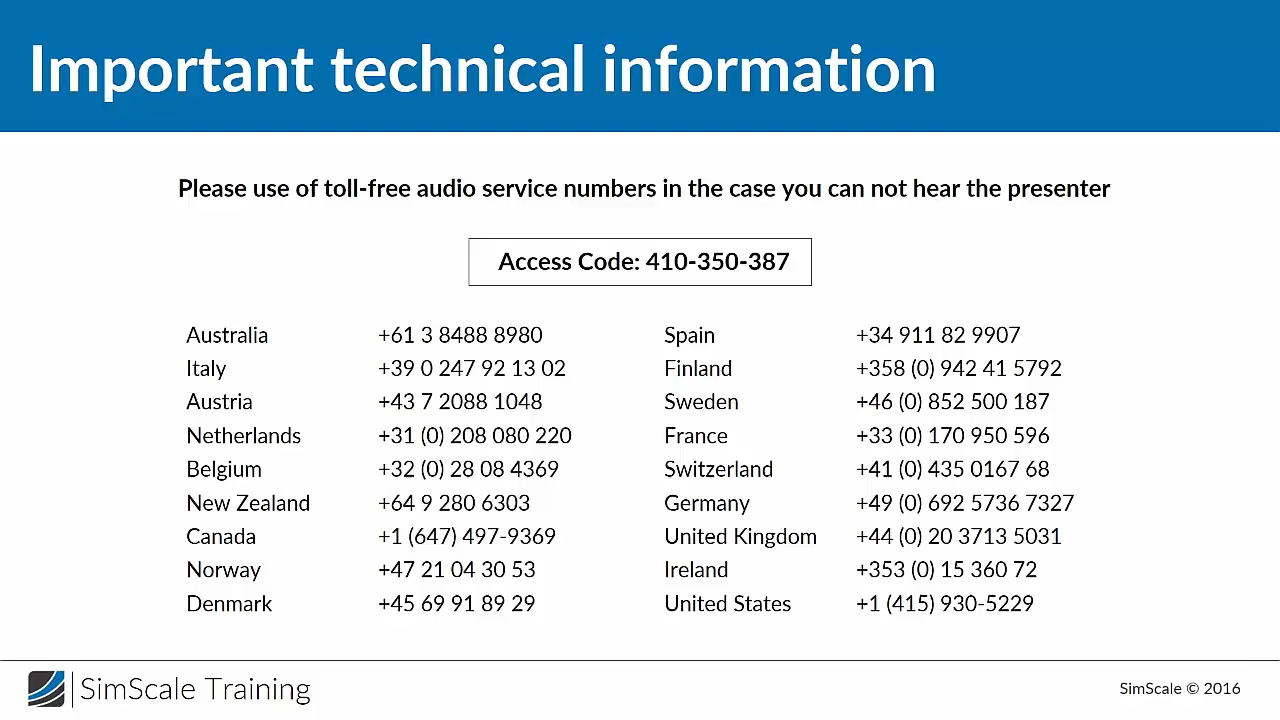 Important technical information
Please use of toll-free audio service numbers in the case you can not hear the presenter
Access Code: 410-350-387
Australia +61 3 8488 8980 Spain +34 911 82 9907
Italy +39 0 247 92 13 02 Finland +358 (0) 942 41 5792
Austria +43 7 2088 1048 Sweden +46 (0) 852 500 187
Netherlands +31 (0) 208 080 220 France +33 (0) 170 950 596
Belgium +32 (0) 28 08 4369 Switzerland +41 (0) 435 0167 68
New Zealand +64 9 280 6303 Germany +49 (0) 692 5736 7327
Canada +1 (647) 497-9369 United Kingdom +44 (0) 20 3713 5031
Norway +47 21 04 30 53 Ireland +353 (0) 15 360 72
Denmark +45 69 91 89 29 United States +1 (415) 930-5229
SimScale Training SimScale © 2016